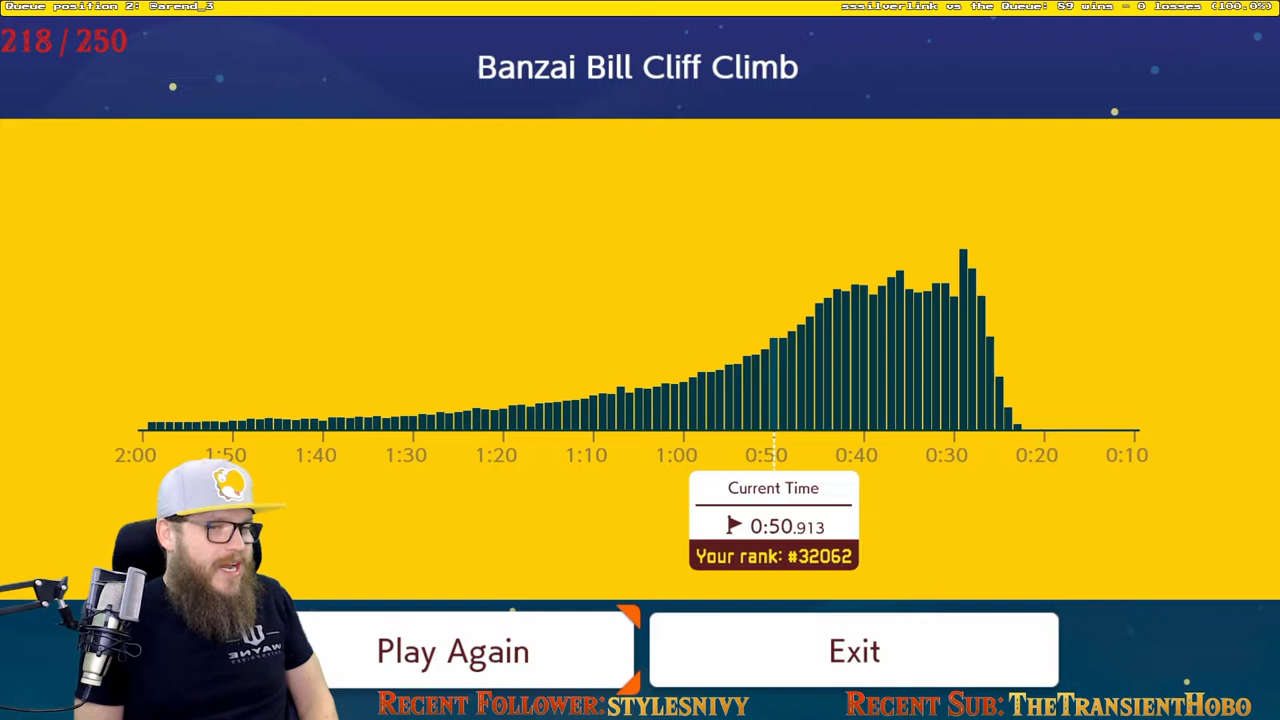 Queue position 2: @arend_3
sssilverlink vs the Queue: 89 wins - 0 losses (100.0%)
218 / 250
Banzai Bill Cliff Climb
2:00 1:50 1:40 1:30 1:20 1:10 1:00 0:50 0:40 0:30 0:20 0:10
Current Time
0:50.913
Your rank: #32062
Play Again
Exit
WAYNE
RECENT FOLLOWER: STYLESNIVY
RECENT SUB: THETRANSIENTHOBO